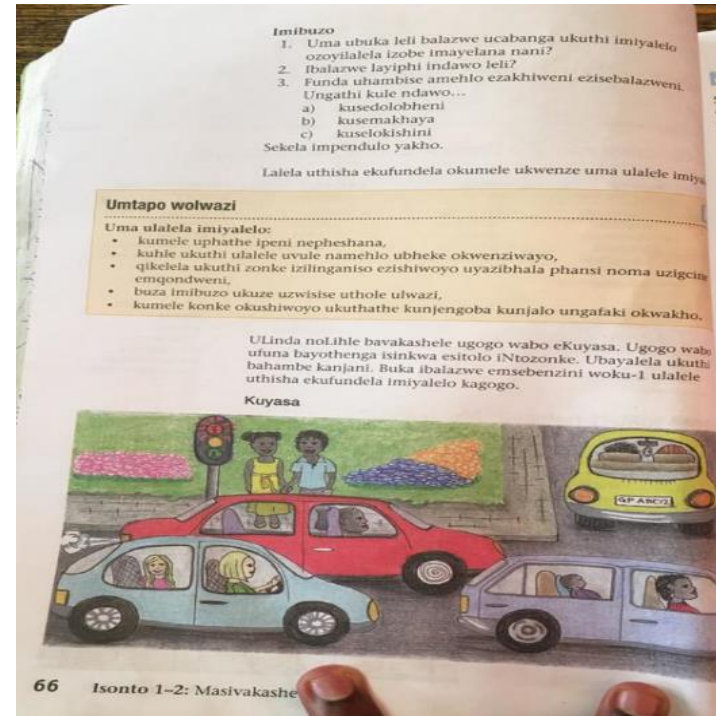 Imibuzo
1. Uma ubuka leli balazwe ucabanga ukuthi imiyalelo
ozoyilalela izobe imayelana nani?
2. Ibalazwe layiphi indawo leli?
3. Funda uhambise amehlo ezakhiweni ezisebalazweni.
Ungathi kule ndawo...
a) kusedolobheni
b) kusemakhaya
c) kuselokishini
Sekela impendulo yakho.
Lalela uthisha ekufundela okumele ukwenze uma ulalele
Umtapo wolwazi
Uma ulalela imiyalelo:
• kumele uphathe ipeni nepheshana,
• kuhle ukuthi ulalele uvule namehlo ubheke okwenziwayo,
• qikelela ukuthi zonke izilinganiso ezishiwoyo uyazibhala phansi noma
emqondweni,
• buza imibuzo ukuze uzwisise uthole ulwazi,
• kumele konke okushiwoyo ukuthathe kunjengoba kunjalo ungafaki okwakho.
ULinda noLihle bavakashele ugogo wabo eKuyasa. Ugogo
ufuna bayothenga isinkwa esitolo iNtozonke. Ubayalela ukuthi
bahambe kanjani. Buka ibalazwe emsebenzini woku-1 ulalele
uthisha ekufundela imiyalelo kagogo.
Kuyasa
66 Isonto 1–2: